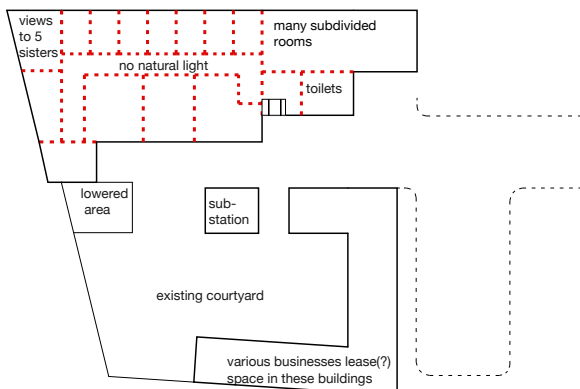 views
to 5
sisters
many subdivided
rooms
no natural light
toilets
lowered
area
sub-
station
existing courtyard
various businesses lease(?)
space in these buildings